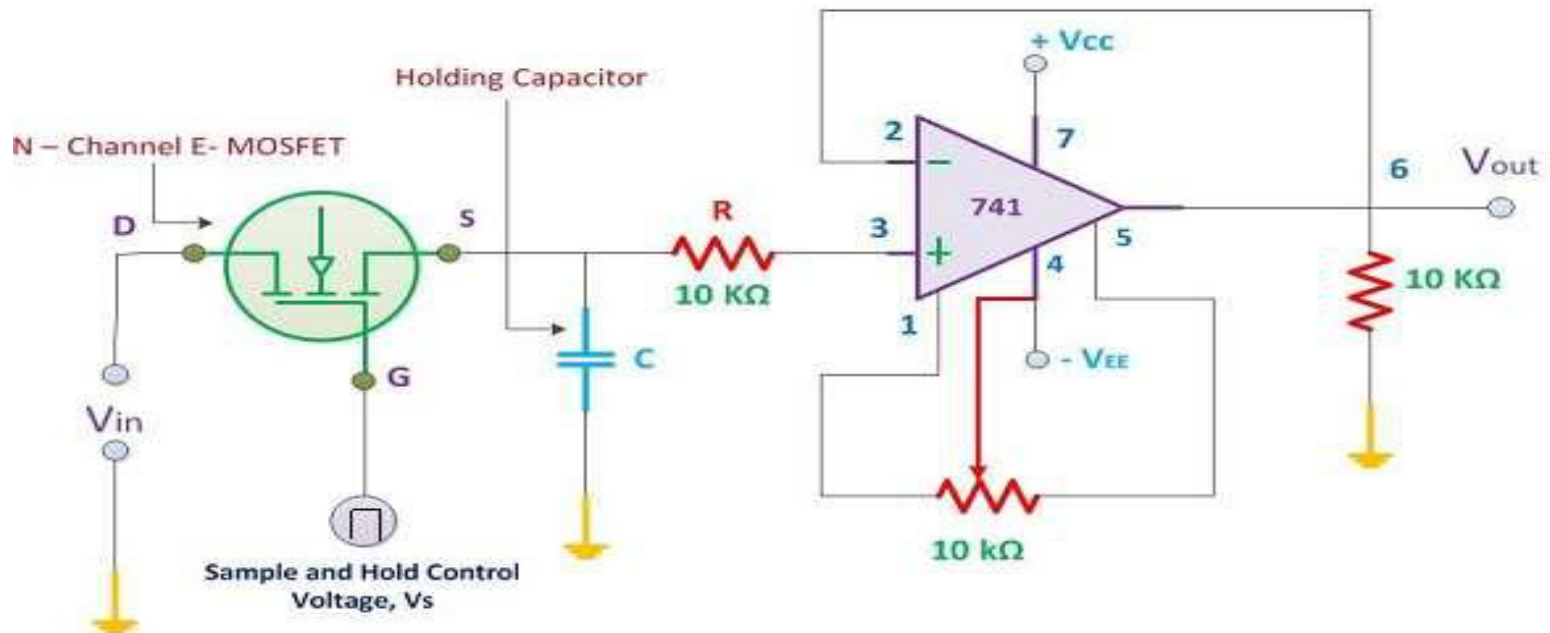 + Vcc
Holding Capacitor
N – Channel E- MOSFET
2
7
6
Vout
D
S
R
−
741
3
+
5
10 KΩ
4
10 KΩ
1
C
- VEE
G
Vin
10 kΩ
Sample and Hold Control
Voltage, Vs